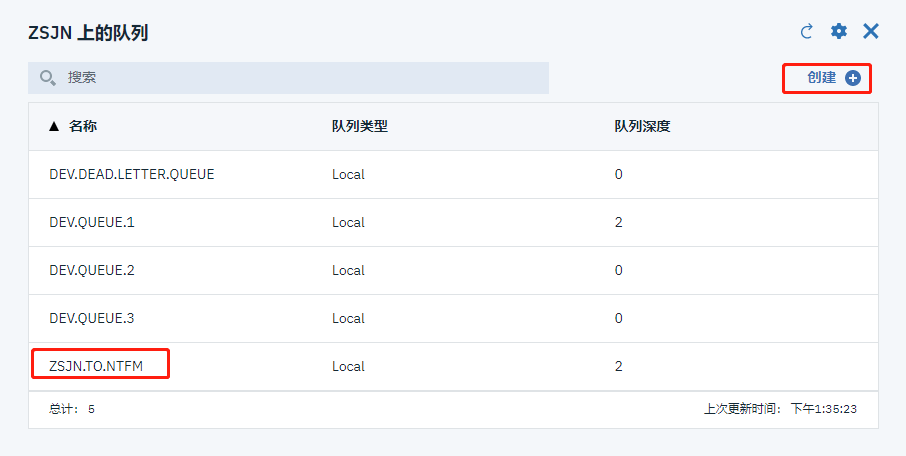 ZSJN 上的队列
搜索 创建
▲ 名称 队列类型 队列深度
DEV.DEAD.LETTER.QUEUE Local 0
DEV.QUEUE.1 Local 2
DEV.QUEUE.2 Local 0
DEV.QUEUE.3 Local 0
ZSJN.TO.NTFM Local 2
总计： 5 上次更新时间： 下午1:35:23